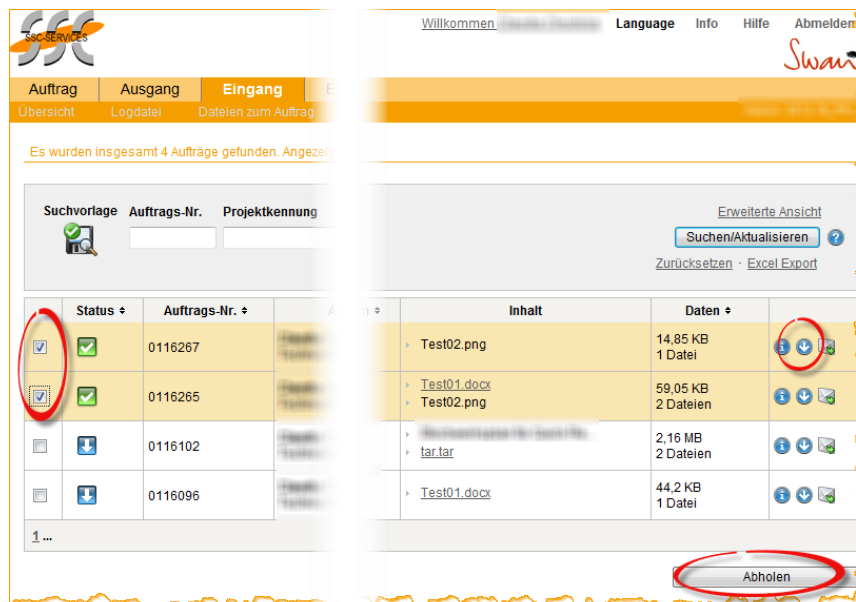 SSC-SERVICES
Willkommen Language Info Hilfe Abmelden
Swan
Auftrag Ausgang Eingang
Übersicht Logdatei Dateien zum Auftrag
Es wurden insgesamt 4 Aufträge gefunden.
Suchvorlage Auftrags-Nr. Projektkennung
Erweiterte Ansicht
Suchen/Aktualisieren ?
Zurücksetzen · Excel Export
Status Auftrags-Nr. Inhalt Daten
0116267 Test02.png 14,85 KB
1 Datei
0116265 Test01.docx 59,05 KB
Test02.png 2 Dateien
0116102 2,16 MB
tar.tar 2 Dateien
0116096 Test01.docx 44,2 KB
1 Datei
1 ...
Abholen